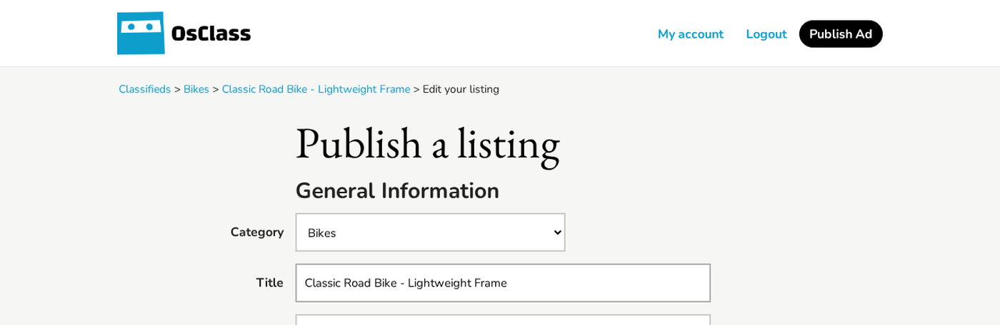 OsClass
My account Logout Publish Ad
Classifieds > Bikes > Classic Road Bike - Lightweight Frame > Edit your listing
Publish a listing
General Information
Category Bikes
Title Classic Road Bike - Lightweight Frame